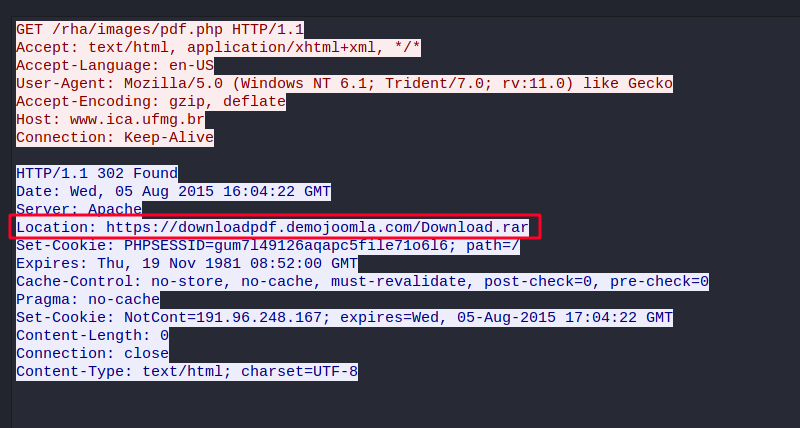 GET /rha/images/pdf.php HTTP/1.1
Accept: text/html, application/xhtml+xml, */*
Accept-Language: en-US
User-Agent: Mozilla/5.0 (Windows NT 6.1; Trident/7.0; rv:11.0) like Gecko
Accept-Encoding: gzip, deflate
Host: www.ica.ufmg.br
Connection: Keep-Alive

HTTP/1.1 302 Found
Date: Wed, 05 Aug 2015 16:04:22 GMT
Server: Apache
Location: https://downloadpdf.demojoomla.com/Download.rar
Set-Cookie: PHPSESSID=gum7l49126aqapc5file71o6l6; path=/
Expires: Thu, 19 Nov 1981 08:52:00 GMT
Cache-Control: no-store, no-cache, must-revalidate, post-check=0, pre-check=0
Pragma: no-cache
Set-Cookie: NotCont=191.96.248.167; expires=Wed, 05-Aug-2015 17:04:22 GMT
Content-Length: 0
Connection: close
Content-Type: text/html; charset=UTF-8